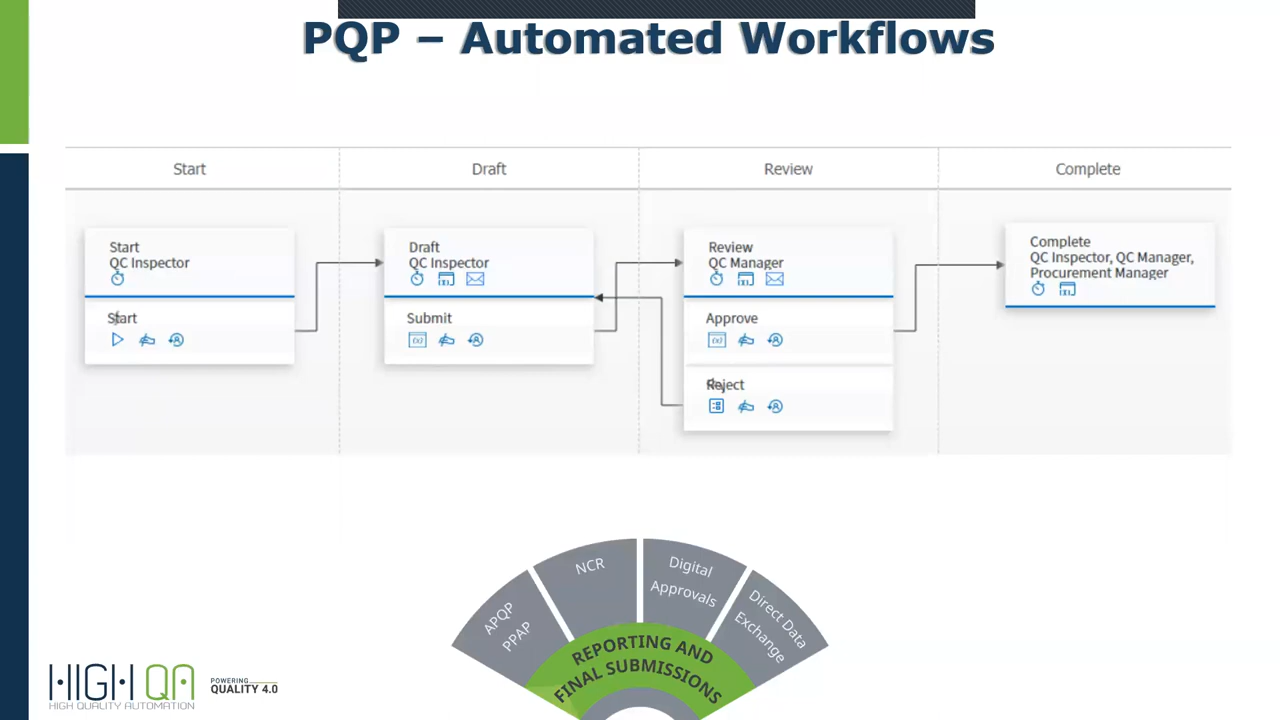 PQP – Automated Workflows
Start
Draft
Review
Complete
Start
QC Inspector
Start
Draft
QC Inspector
Submit
Review
QC Manager
Approve
Reject
Complete
QC Inspector, QC Manager,
Procurement Manager
APQP
PPAP
NCR
Digital
Approvals
Direct Data
Exchange
REPORTING AND
FINAL SUBMISSIONS
HIGH QA
HIGH QUALITY AUTOMATION
POWERING
QUALITY 4.0